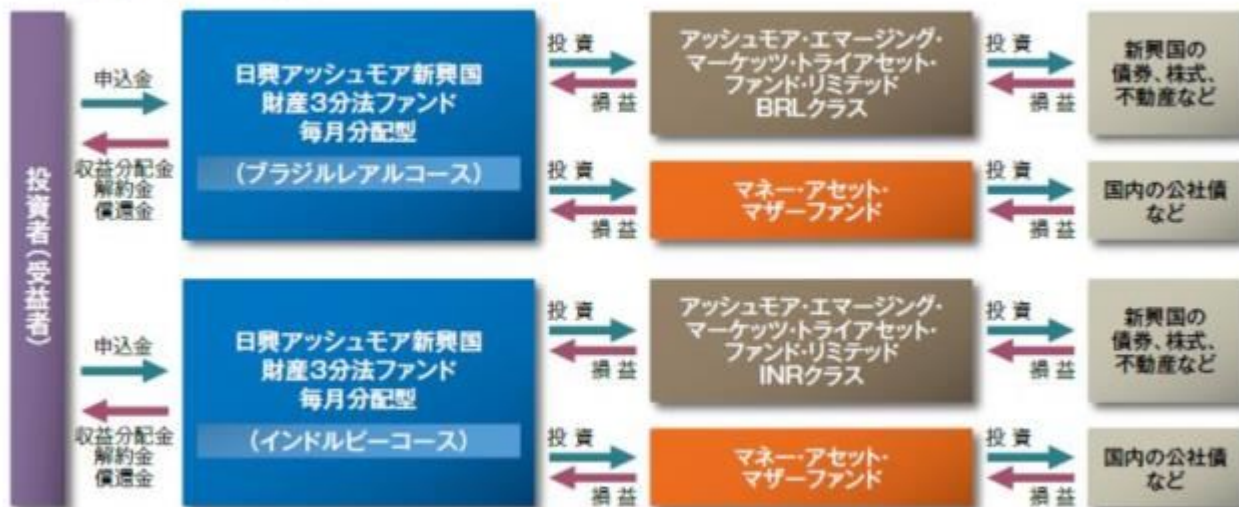 投資者(受益者)
申込金
収益分配金
解約金
償還金
日興アッシュモア新興国
財産3分法ファンド
毎月分配型
(ブラジルレアルコース)
投資
損益
アッシュモア・エマージング・
マーケッツ・トライアセット・
ファンド・リミテッド
BRLクラス
投資
損益
新興国の
債券、株式、
不動産など
投資
損益
マネー・アセット・
マザーファンド
投資
損益
国内の公社債
など
申込金
収益分配金
解約金
償還金
日興アッシュモア新興国
財産3分法ファンド
毎月分配型
(インドルピーコース)
投資
損益
アッシュモア・エマージング・
マーケッツ・トライアセット・
ファンド・リミテッド
INRクラス
投資
損益
新興国の
債券、株式、
不動産など
投資
損益
マネー・アセット・
マザーファンド
投資
損益
国内の公社債
など